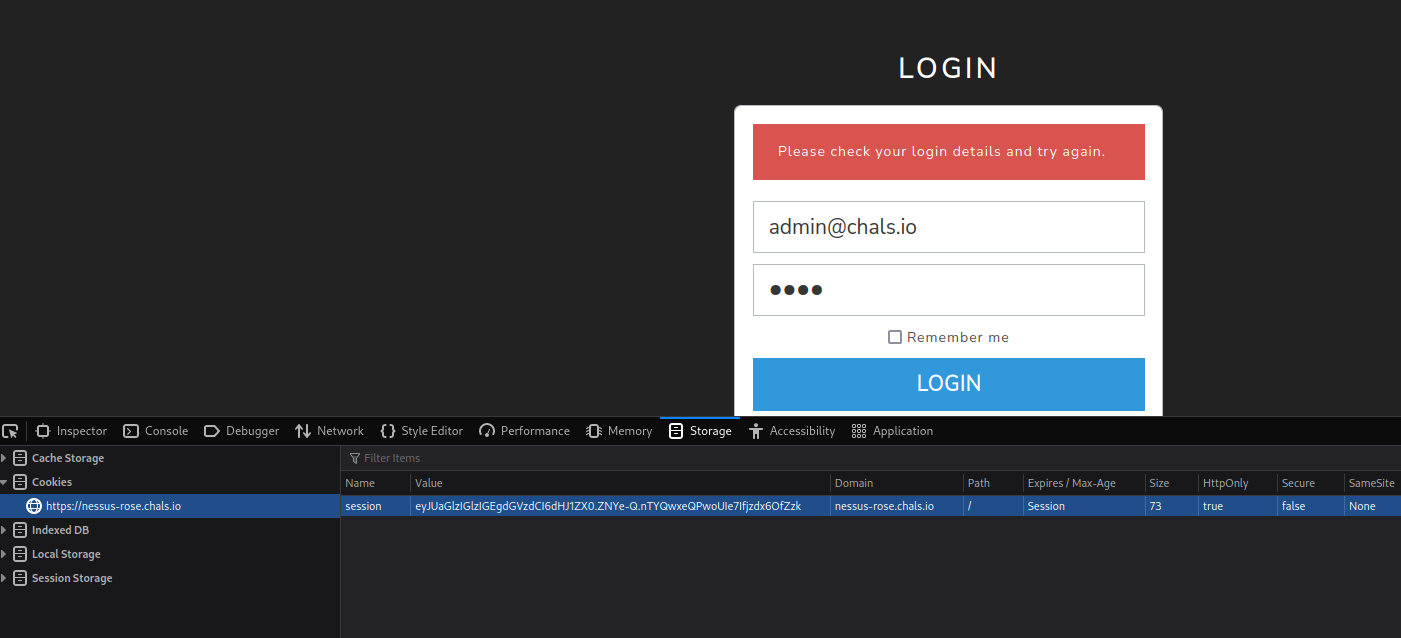 LOGIN
Please check your login details and try again.
admin@chals.io
Remember me
LOGIN
Inspector Console Debugger Network Style Editor Performance Memory Storage Accessibility Application
Cache Storage
Filter Items
Cookies
Name Value Domain Path Expires / Max-Age Size HttpOnly Secure SameSite
https://nessus-rose.chals.io
session eyJUaGlzIGlzIGEgdGVzdCI6dHJ1ZX0.ZNYe-Q.nTYQwxeQPwoUIe7Ifjzdx6OfZzk nessus-rose.chals.io / Session 73 true false None
Indexed DB
Local Storage
Session Storage